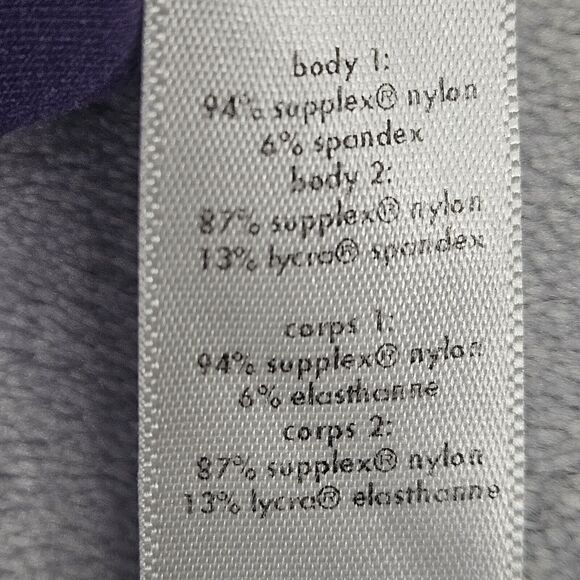 body 1:
94% supplex® nylon
6% spandex
body 2:
87% supplex® nylon
13% lycra® spandex
corps 1:
94% supplex® nylon
6% elasthanne
corps 2:
87% supplex® nylon
13% lycra® elasthanne